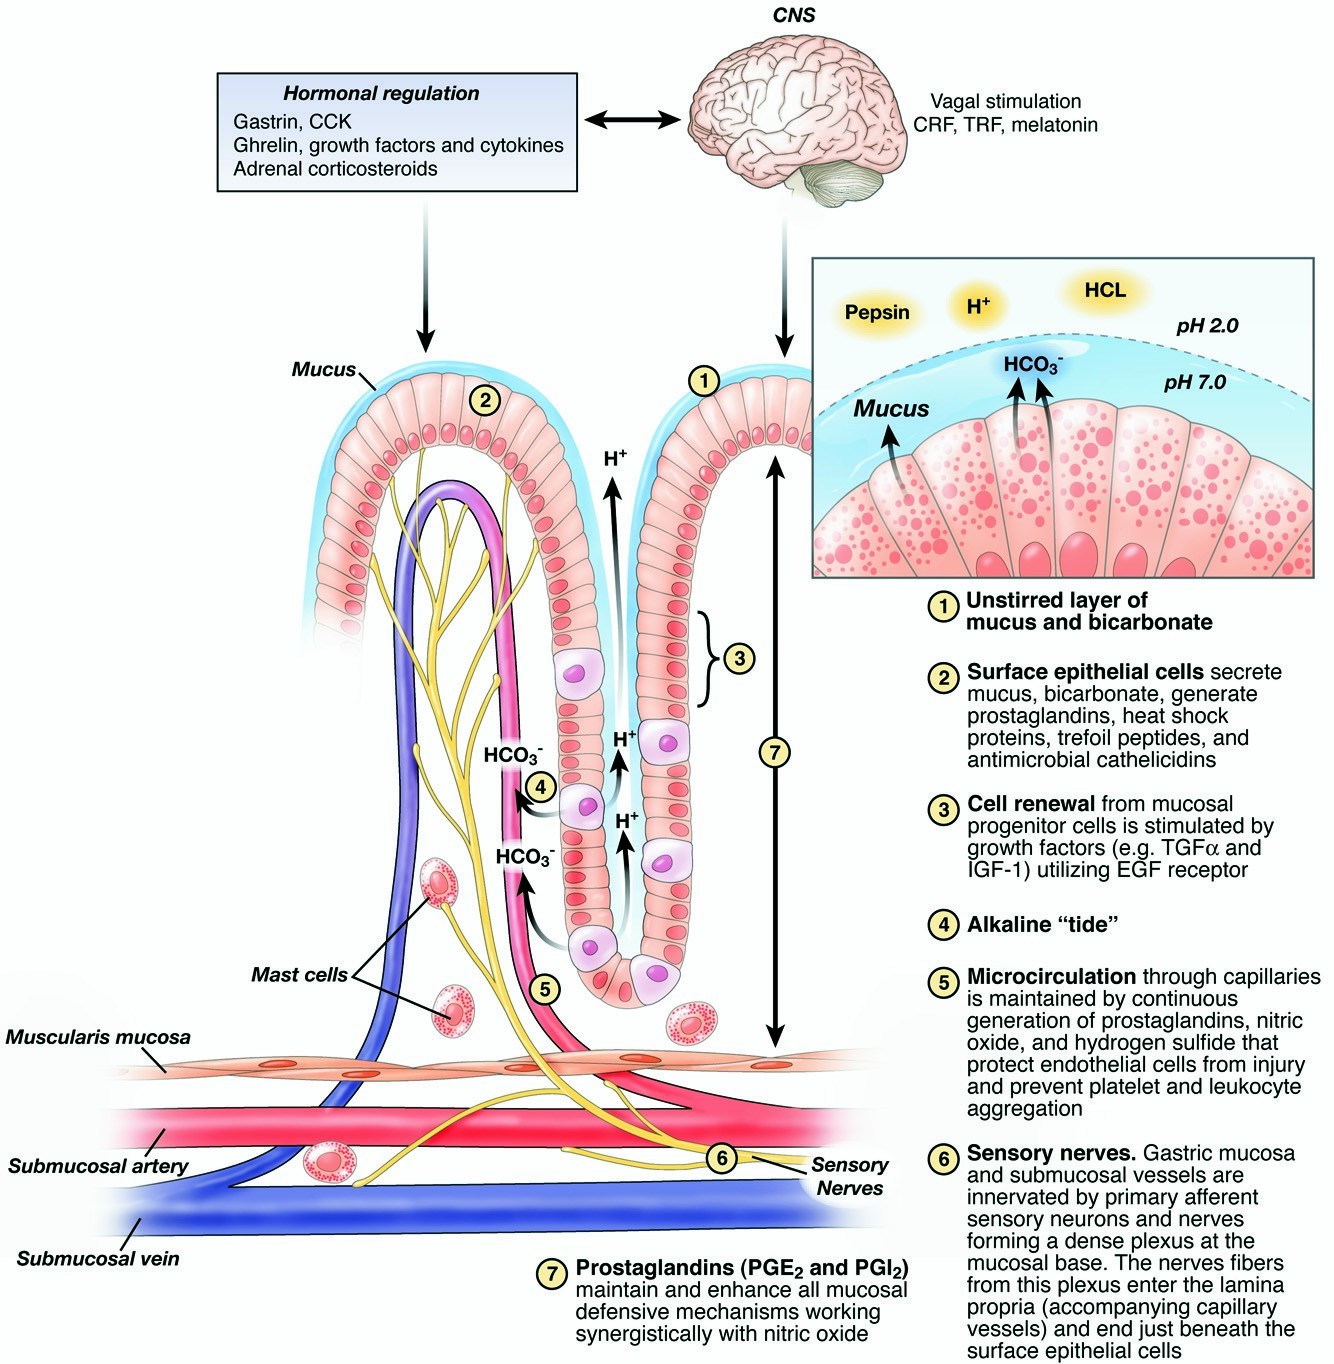 CNS
Hormonal regulation
Gastrin, CCK
Ghrelin, growth factors and cytokines
Adrenal corticosteroids
Vagal stimulation
CRF, TRF, melatonin
Pepsin
H⁺
HCL
pH 2.0
HCO₃⁻
pH 7.0
Mucus
Mucus
1
2
H⁺
3
H⁺
HCO₃⁻
7
4
H⁺
HCO₃⁻
Mast cells
5
Muscularis mucosa
Submucosal artery
6
Sensory
Nerves
Submucosal vein
1 Unstirred layer of
mucus and bicarbonate
2 Surface epithelial cells secrete
mucus, bicarbonate, generate
prostaglandins, heat shock
proteins, trefoil peptides, and
antimicrobial cathelicidins
3 Cell renewal from mucosal
progenitor cells is stimulated by
growth factors (e.g. TGFα and
IGF-1) utilizing EGF receptor
4 Alkaline “tide”
5 Microcirculation through capillaries
is maintained by continuous
generation of prostaglandins, nitric
oxide, and hydrogen sulfide that
protect endothelial cells from injury
and prevent platelet and leukocyte
aggregation
6 Sensory nerves. Gastric mucosa
and submucosal vessels are
innervated by primary afferent
sensory neurons and nerves
forming a dense plexus at the
mucosal base. The nerves fibers
from this plexus enter the lamina
propria (accompanying capillary
vessels) and end just beneath the
surface epithelial cells
7 Prostaglandins (PGE₂ and PGI₂)
maintain and enhance all mucosal
defensive mechanisms working
synergistically with nitric oxide